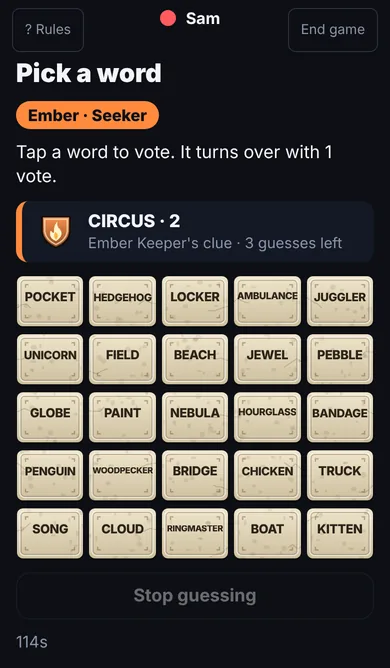 ? Rules
Sam
End game
Pick a word
Ember · Seeker
Tap a word to vote. It turns over with 1
vote.
CIRCUS · 2
Ember Keeper's clue · 3 guesses left
POCKET HEDGEHOG LOCKER AMBULANCE JUGGLER
UNICORN FIELD BEACH JEWEL PEBBLE
GLOBE PAINT NEBULA HOURGLASS BANDAGE
PENGUIN WOODPECKER BRIDGE CHICKEN TRUCK
SONG CLOUD RINGMASTER BOAT KITTEN
Stop guessing
114s